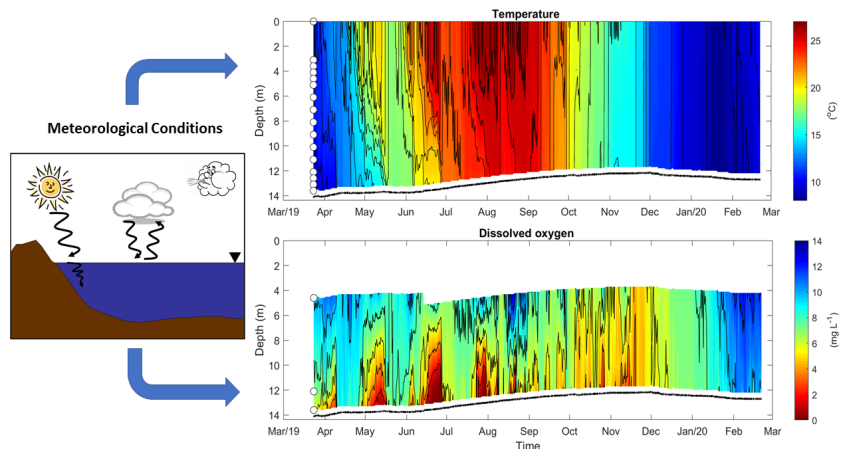 Temperature
0
2
4
6
8
10
12
14
Depth (m)
Mar/19 Apr May Jun Jul Aug Sep Oct Nov Dec Jan/20 Feb Mar
25
20
15
10
(°C)
Meteorological Conditions
Dissolved oxygen
0
2
4
6
8
10
12
14
Depth (m)
Mar/19 Apr May Jun Jul Aug Sep Oct Nov Dec Jan/20 Feb Mar
Time
14
12
10
8
6
4
2
0
(mg L⁻¹)